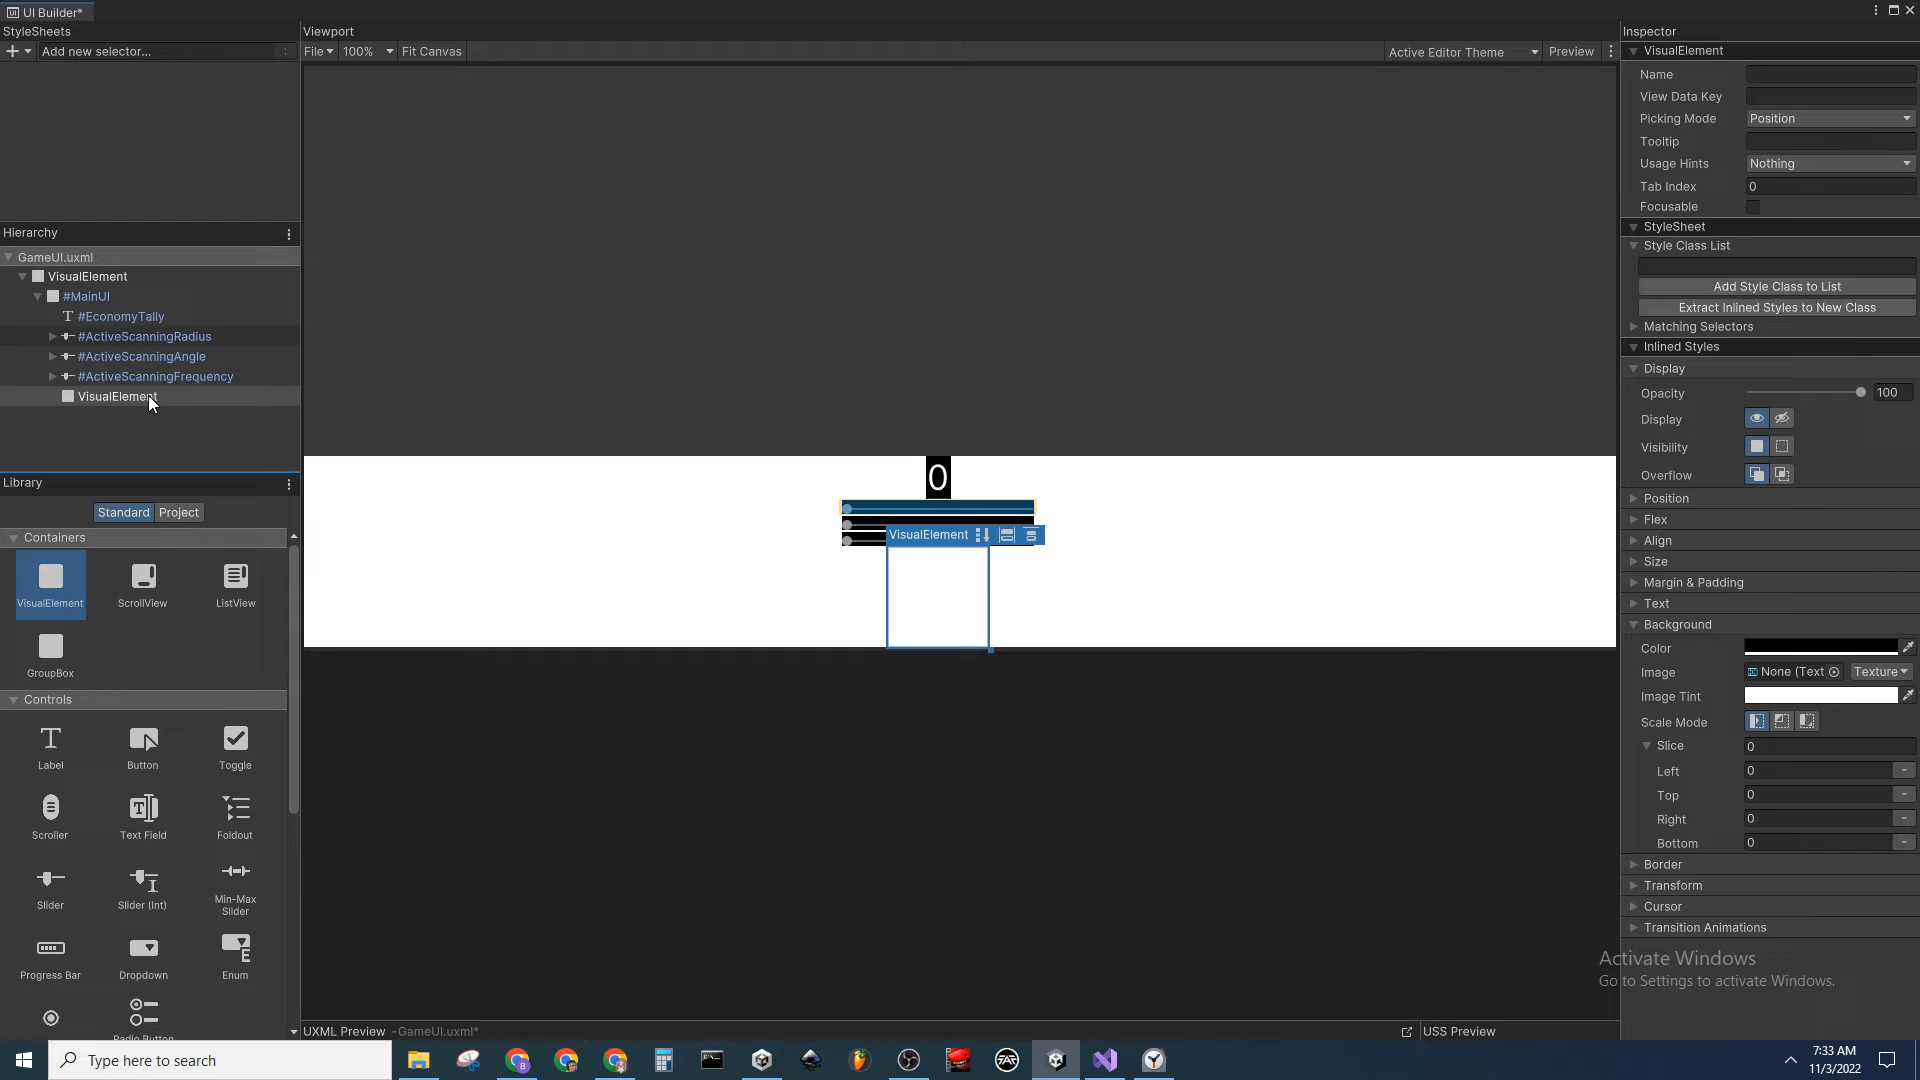 UI Builder*
StyleSheets
Add new selector...
Hierarchy
GameUI.uxml
VisualElement
#MainUI
T #EconomyTally
#ActiveScanningRadius
#ActiveScanningAngle
#ActiveScanningFrequency
VisualElement
Library
Standard Project
Containers
VisualElement ScrollView ListView
GroupBox
Controls
Label Button Toggle
Scroller Text Field Foldout
Slider Slider (Int) Min-Max
Slider
Progress Bar Dropdown Enum
Viewport
File 100% Fit Canvas Active Editor Theme Preview
0
VisualElement
UXML Preview - GameUI.uxml* USS Preview
Inspector
VisualElement
Name
View Data Key
Picking Mode Position
Tooltip
Usage Hints Nothing
Tab Index 0
Focusable
StyleSheet
Style Class List
Add Style Class to List
Extract Inlined Styles to New Class
Matching Selectors
Inlined Styles
Display
Opacity 100
Display
Visibility
Overflow
Position
Flex
Align
Size
Margin & Padding
Text
Background
Color
Image None (Text Texture
Image Tint
Scale Mode
Slice 0
Left 0 -
Top 0 -
Right 0 -
Bottom 0 -
Border
Transform
Cursor
Transition Animations
Activate Windows
Go to Settings to activate Windows.
Type here to search
7:33 AM
11/3/2022